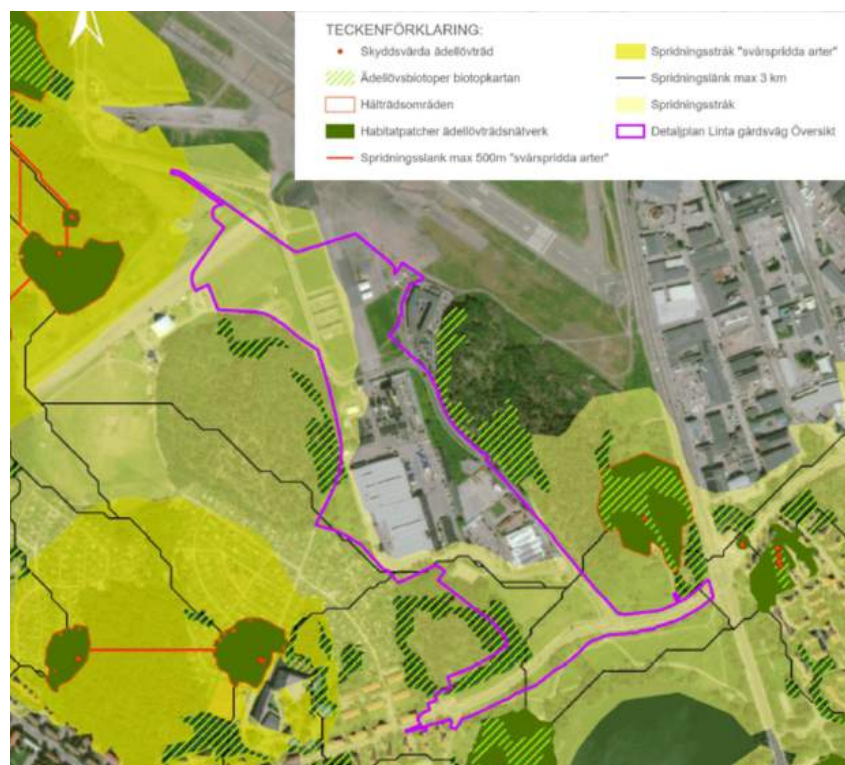 TECKENFÖRKLARING:
Skyddsvärda ädellövträd
Ädellövsbiotoper biotopkartan
Hålträdsområden
Habitatpatcher ädellövträdsnätverk
Spridningsslank max 500m "svårspridda arter"
Spridningsstråk "svårspridda arter"
Spridningslänk max 3 km
Spridningsstråk
Detaljplan Linta gårdsväg Översikt